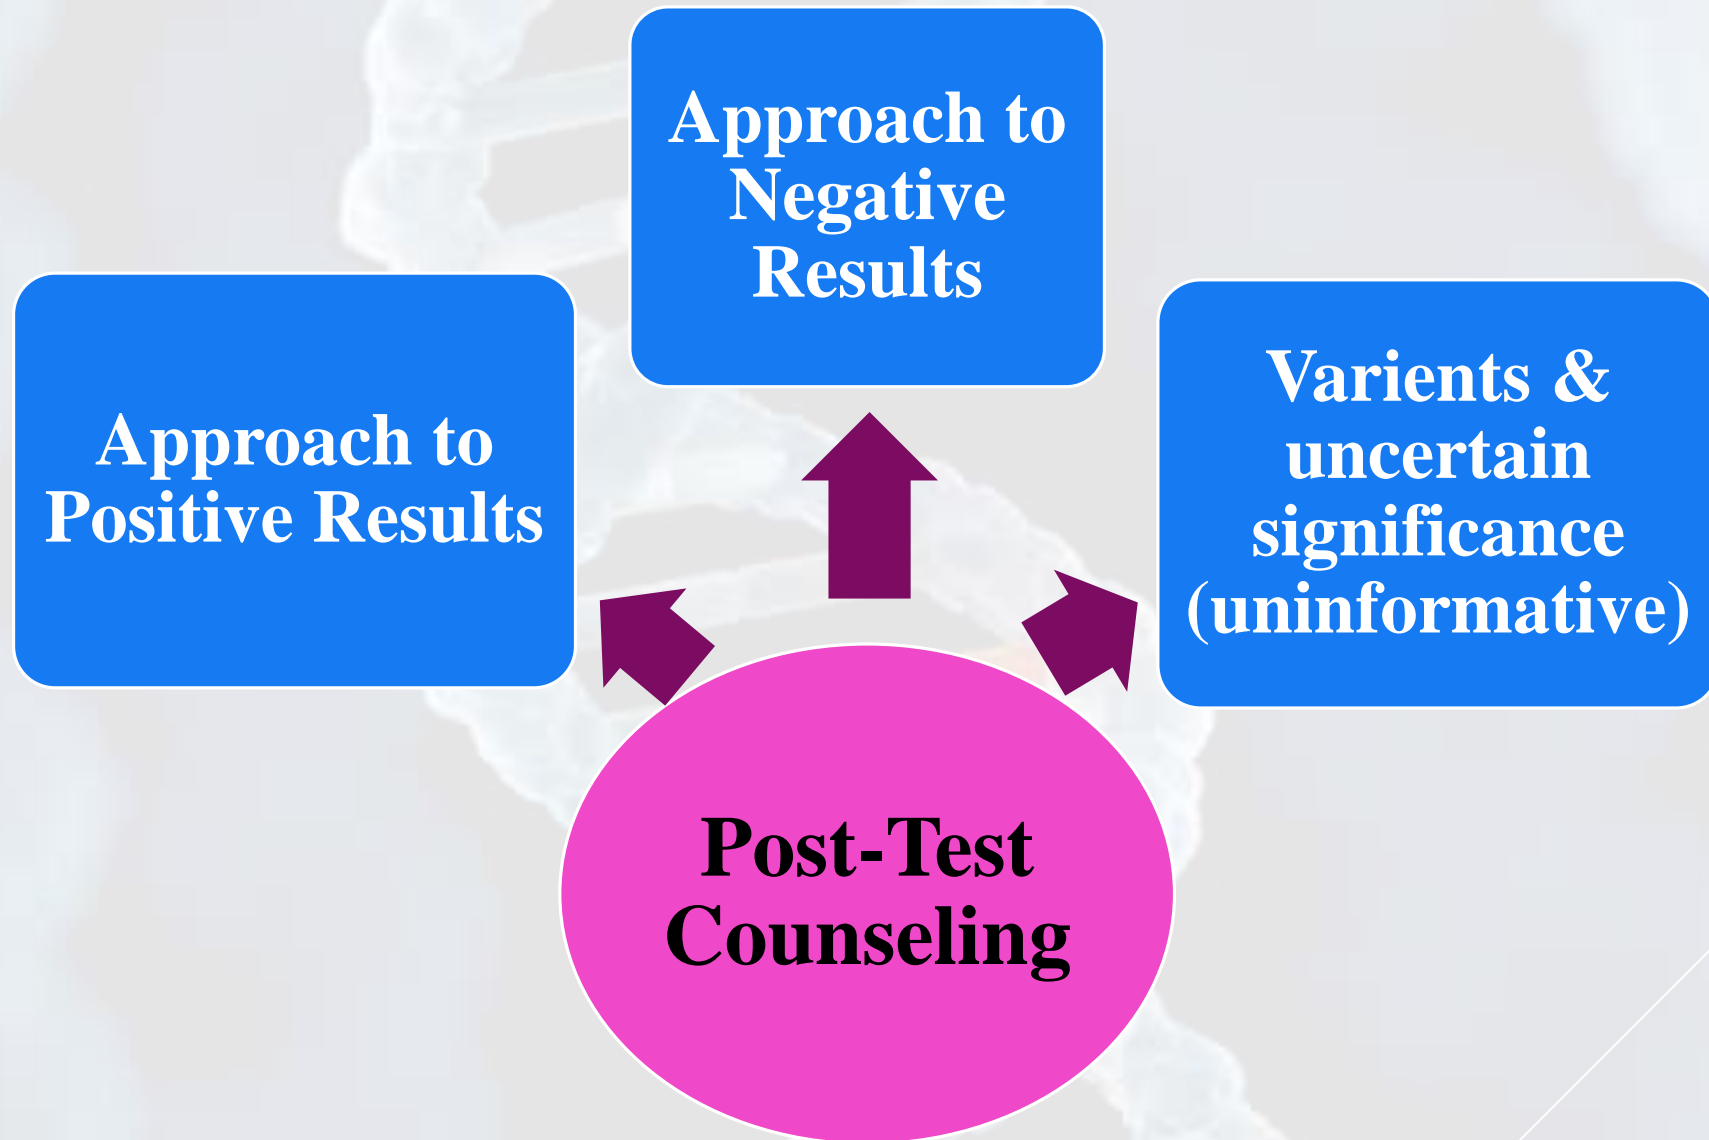 Approach to
Negative
Results
Approach to
Positive Results
Varients &
uncertain
significance
(uninformative)
Post-Test
Counseling